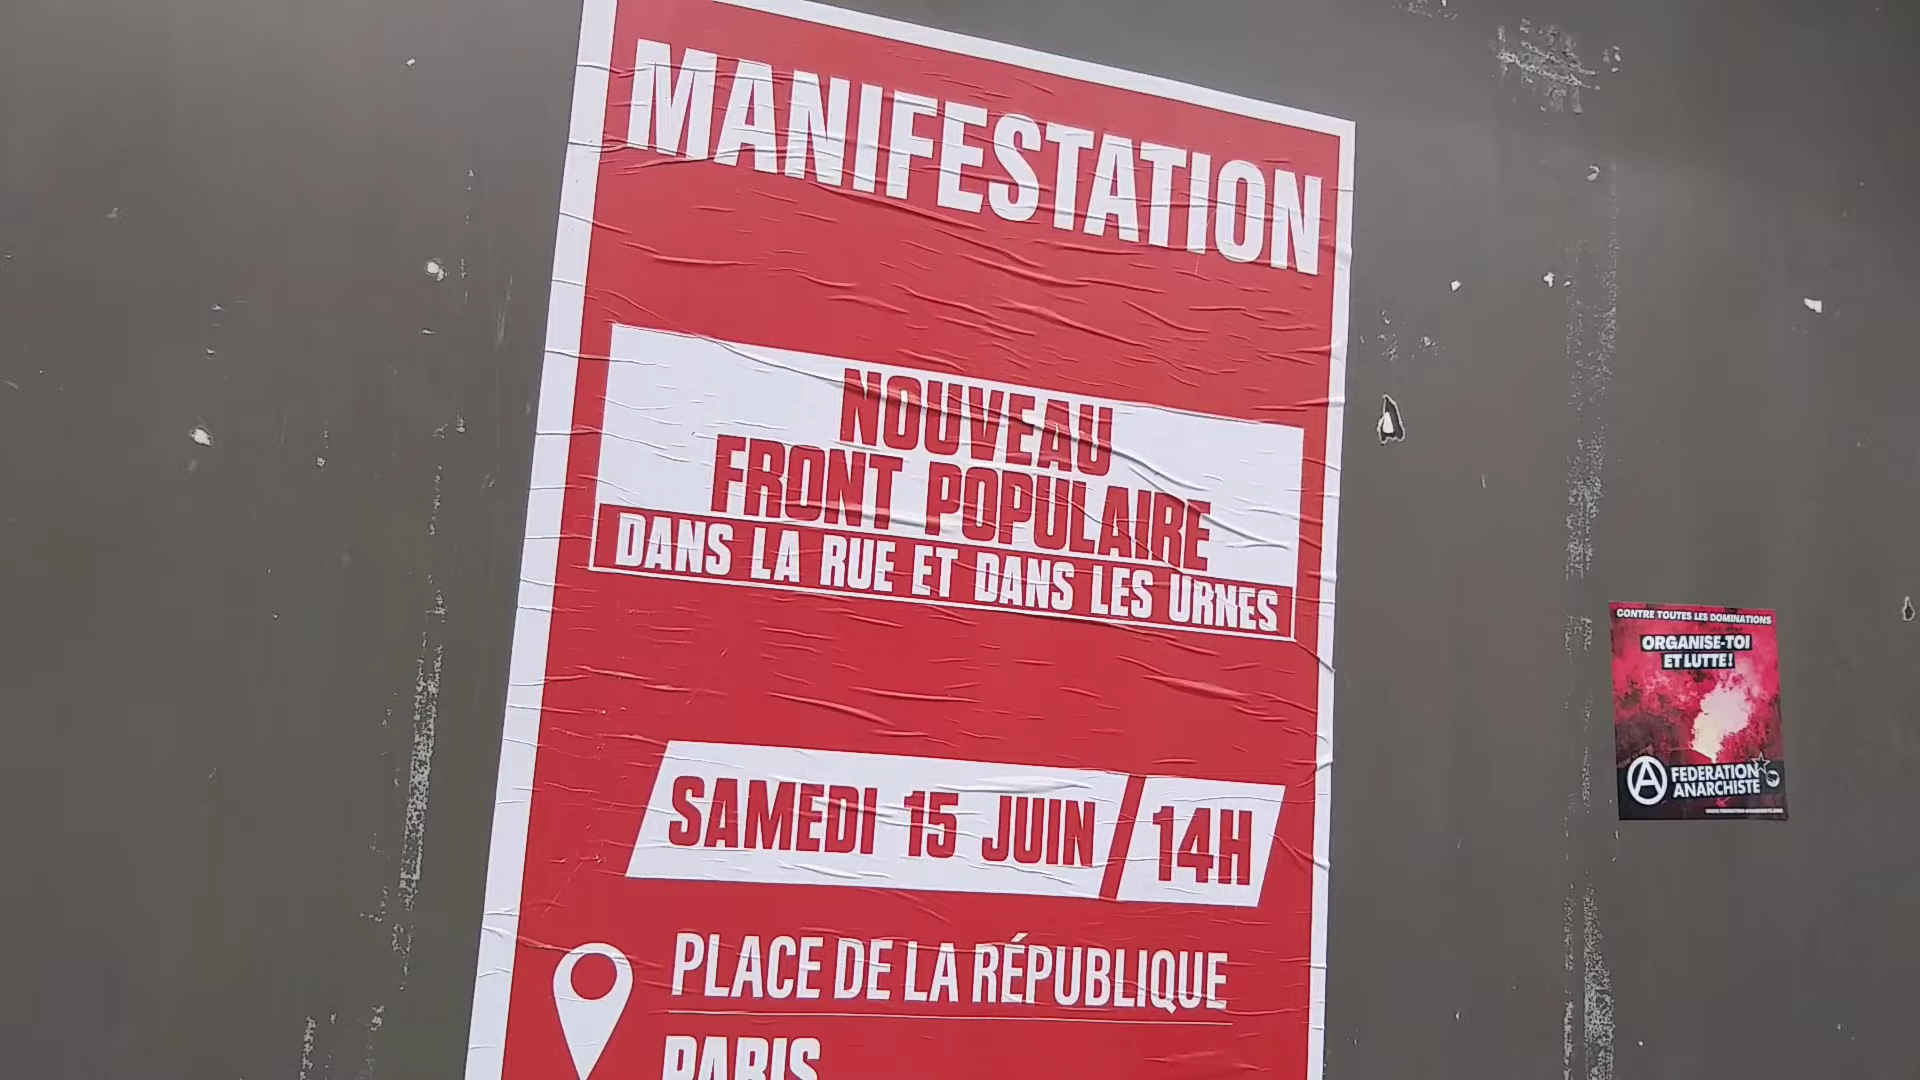 MANIFESTATION
NOUVEAU
FRONT POPULAIRE
DANS LA RUE ET DANS LES URNES
SAMEDI 15 JUIN / 14H
PLACE DE LA RÉPUBLIQUE
PARIS
CONTRE TOUTES LES DOMINATIONS
ORGANISE-TOI
ET LUTTE!
FEDERATION
ANARCHISTE